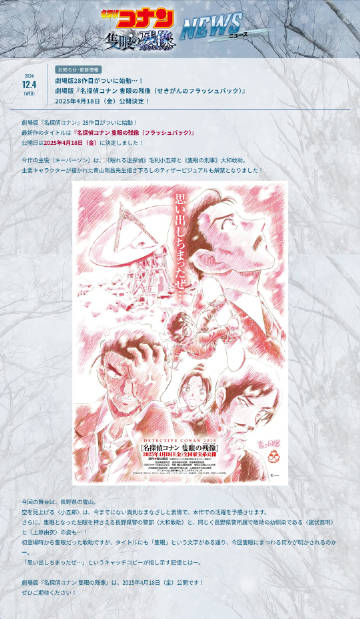 名探偵コナン
隻眼の残像
NEWS
ニュース
2024
12.4
(WED)
劇場版28作目がついに始動…！
劇場版『名探偵コナン 隻眼の残像（せきがんのフラッシュバック）』
2025年4月18日（金）公開決定！
劇場版『名探偵コナン』28作目がついに始動！
最新作のタイトルは『名探偵コナン 隻眼の残像（フラッシュバック）』
公開日は2025年4月18日（金）に決定しました！
今作の主役（キーパーソン）は、「眠れる小五郎」毛利小五郎と《隻眼の刑事》大和敢助。
主要キャラクターが描かれた青山剛昌先生描き下ろしのティザービジュアルも解禁となりました！
思い出しちまったぜ…
DETECTIVE CONAN 2025
『名探偵コナン 隻眼の残像』
2025年4月18日(金)全国東宝系公開
今回の舞台は、長野県の雪山。
空を見上げる《小五郎》は、今までにない真剣なまなざしと表情で、本作での活躍を予感させます。
さらに、隻眼となった左眼を押さえる長野県警の警部《大和敢助》と、同じく長野県警所属で敢助の幼馴染である《諸伏高明》
と《上原由衣》の姿も…！
初登場時から隻眼だった敢助ですが、タイトルにも「隻眼」という文字がある通り、今回隻眼にまつわる何かが明かされるのか
ー。
「思い出しちまったぜ…」というキャッチコピーが指し示す記憶とはー。
劇場版『名探偵コナン 隻眼の残像』は、2025年4月18日（金）公開です！
ぜひご期待ください！